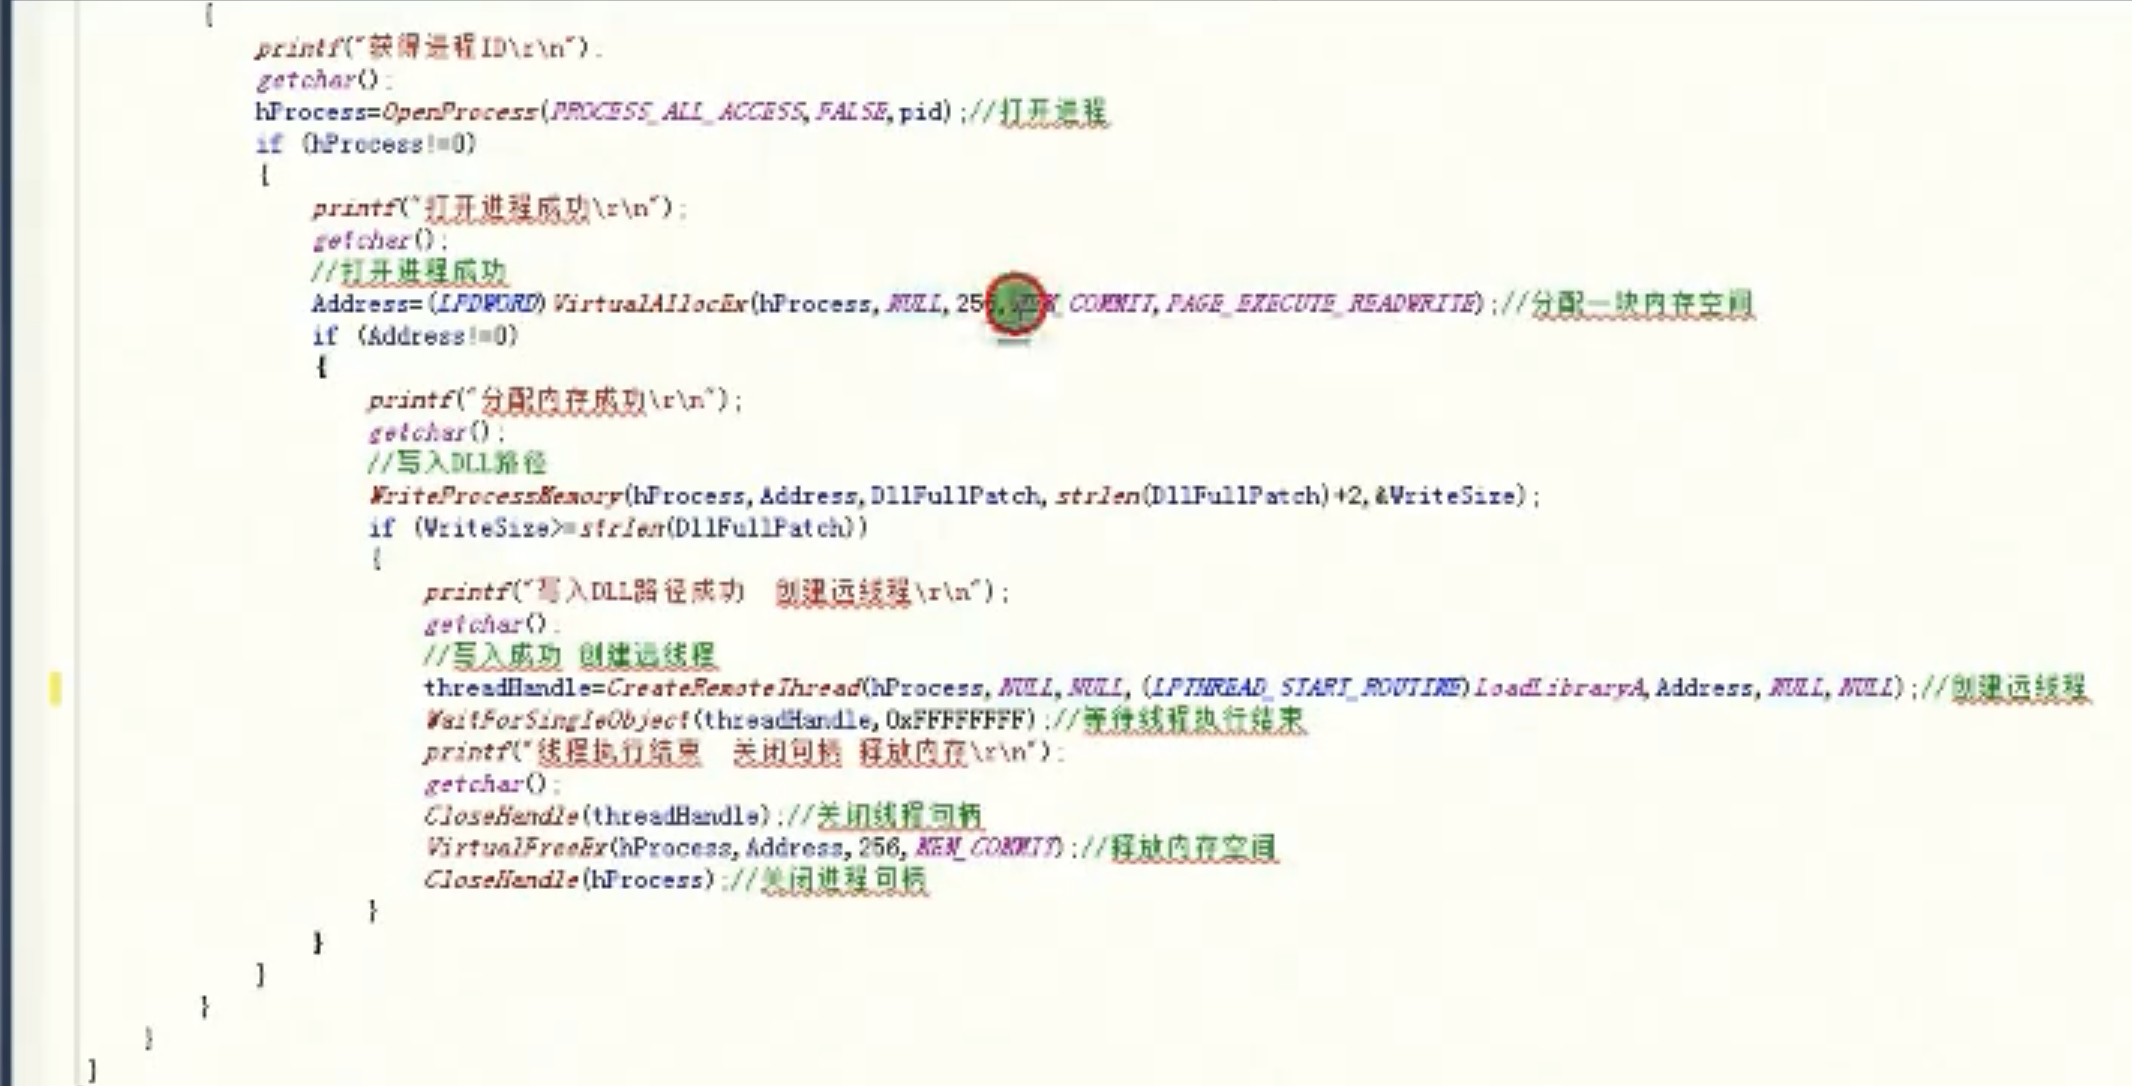 {
printf("获得进程ID\r\n");
getchar();
hProcess=OpenProcess(PROCESS_ALL_ACCESS,FALSE,pid);//打开进程
if (hProcess!=0)
{
printf("打开进程成功\r\n");
getchar();
//打开进程成功
Address=(LPDWORD)VirtualAllocEx(hProcess,NULL,256,MEM_COMMIT,PAGE_EXECUTE_READWRITE);//分配一块内存空间
if (Address!=0)
{
printf("分配内存成功\r\n");
getchar();
//写入DLL路径
WriteProcessMemory(hProcess,Address,DllFullPatch,strlen(DllFullPatch)+2,&WriteSize);
if (WriteSize>=strlen(DllFullPatch))
{
printf("写入DLL路径成功  创建远线程\r\n");
getchar();
//写入成功 创建远线程
threadHandle=CreateRemoteThread(hProcess,NULL,NULL,(LPTHREAD_START_ROUTINE)LoadLibraryA,Address,NULL,NULL);//创建远线程
WaitForSingleObject(threadHandle,0xFFFFFFFF);//等待线程执行结束
printf("线程执行结束  关闭句柄 释放内存\r\n");
getchar();
CloseHandle(threadHandle);//关闭线程句柄
VirtualFreeEx(hProcess,Address,256,MEM_COMMIT);//释放内存空间
CloseHandle(hProcess);//关闭进程句柄
}
}
}
}
}
}